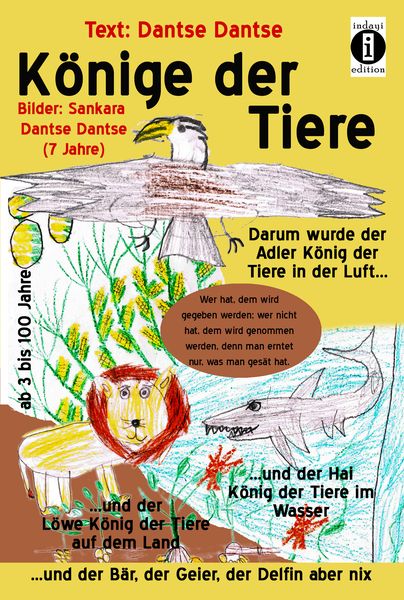 Text: Dantse Dantse
indayi
i
edition
Könige der
Tiere
Bilder: Sankara
Dantse Dantse
(7 Jahre)
Darum wurde der
Adler König der
Tiere in der Luft...
ab 3 bis 100 Jahre
Wer hat, dem wird
gegeben werden; wer nicht
hat, dem wird genommen
werden, denn man erntet
nur, was man gesät hat.
...und der
Löwe König der Tiere
auf dem Land
...und der Hai
König der Tiere im
Wasser
...und der Bär, der Geier, der Delfin aber nix